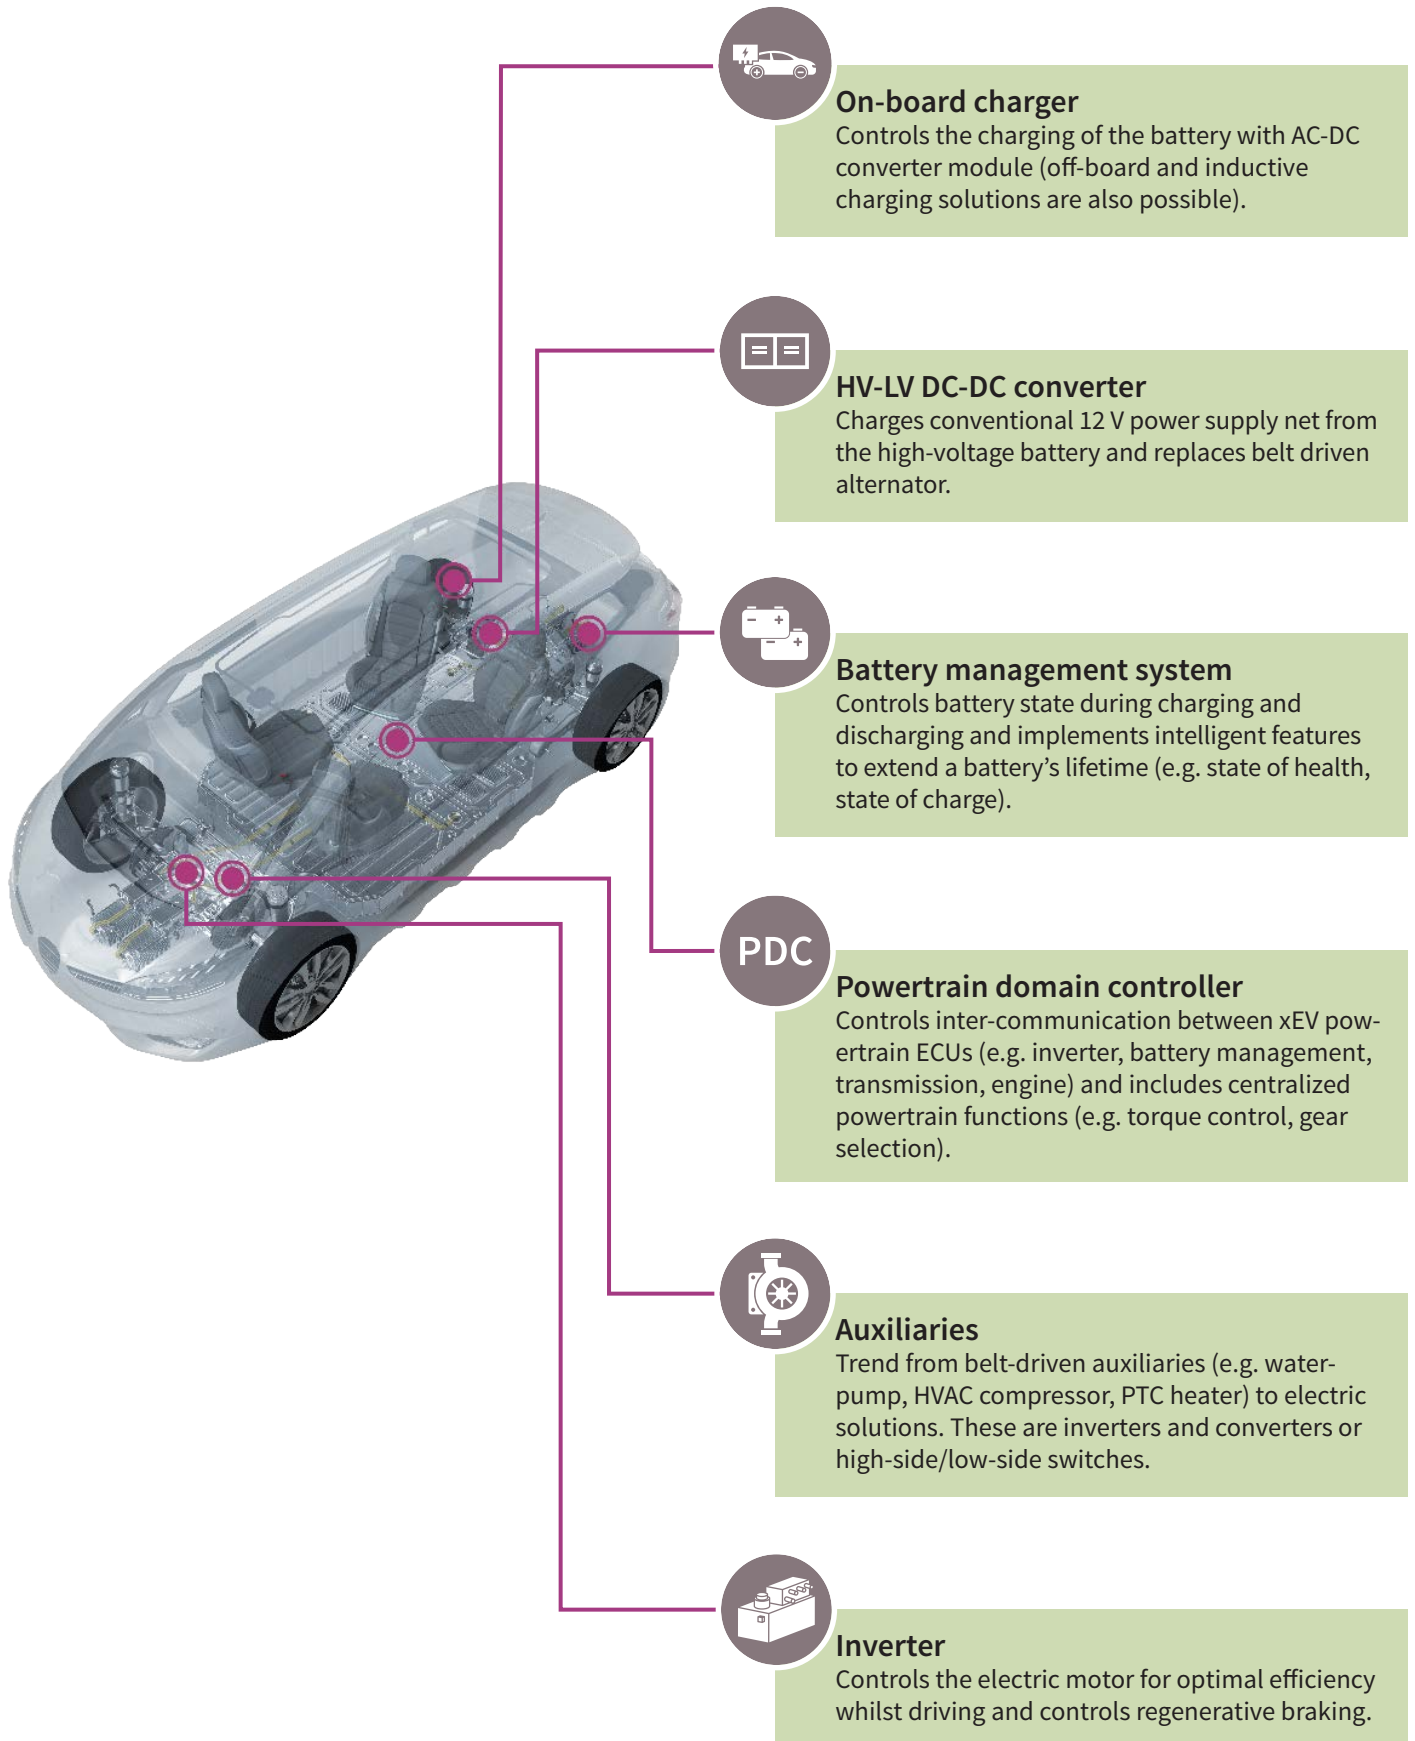 On-board charger
Controls the charging of the battery with AC-DC
converter module (off-board and inductive
charging solutions are also possible).
HV-LV DC-DC converter
Charges conventional 12 V power supply net from
the high-voltage battery and replaces belt driven
alternator.
Battery management system
Controls battery state during charging and
discharging and implements intelligent features
to extend a battery’s lifetime (e.g. state of health,
state of charge).
PDC
Powertrain domain controller
Controls inter-communication between xEV pow-
ertrain ECUs (e.g. inverter, battery management,
transmission, engine) and includes centralized
powertrain functions (e.g. torque control, gear
selection).
Auxiliaries
Trend from belt-driven auxiliaries (e.g. water-
pump, HVAC compressor, PTC heater) to electric
solutions. These are inverters and converters or
high-side/low-side switches.
Inverter
Controls the electric motor for optimal efficiency
whilst driving and controls regenerative braking.